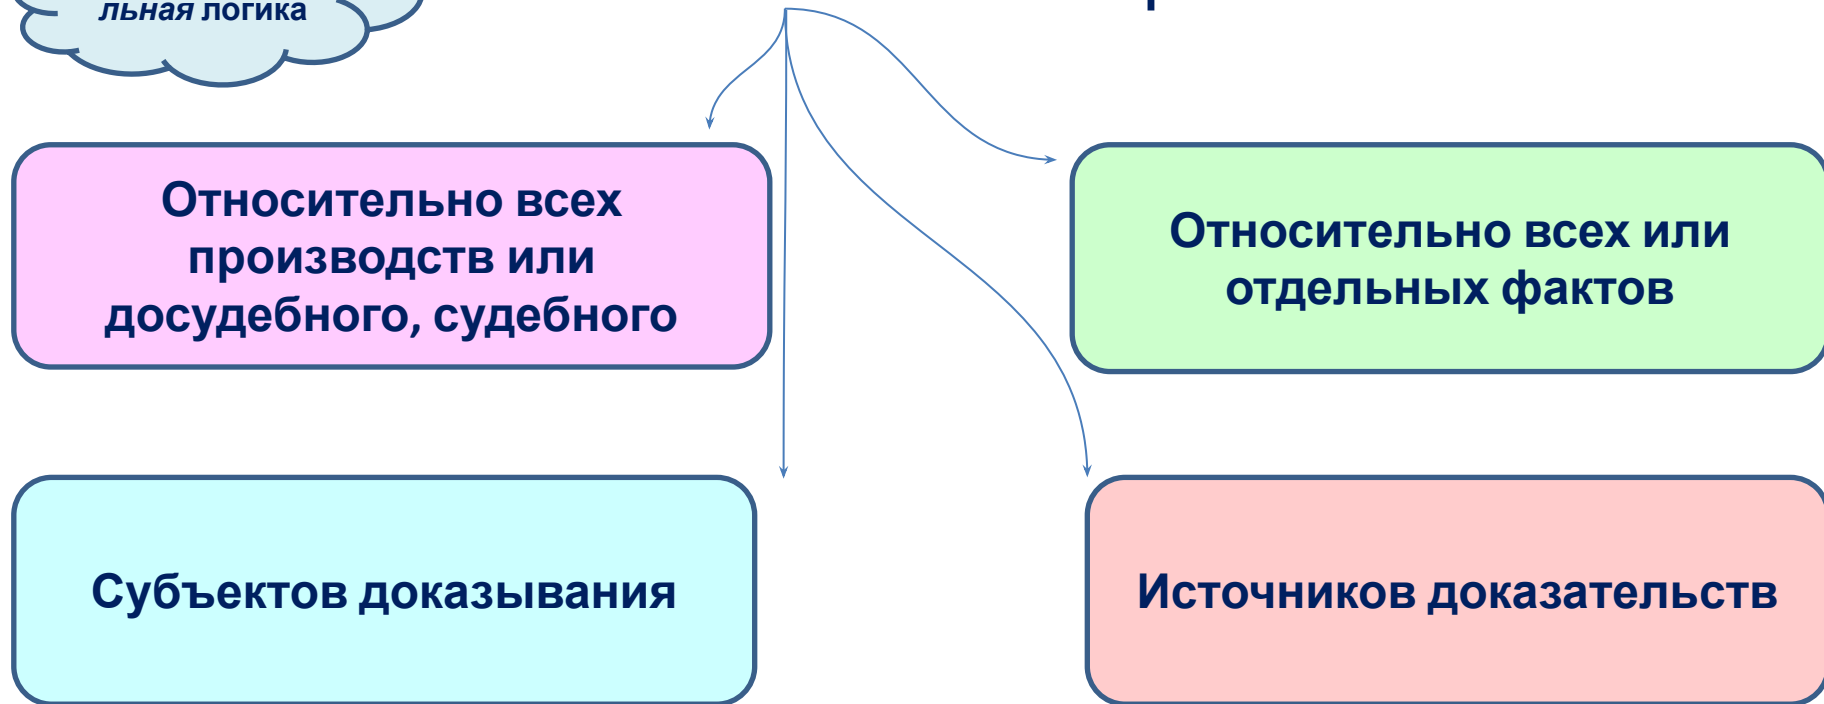 льная логика
Относительно всех
производств или
досудебного, судебного
Относительно всех или
отдельных фактов
Субъектов доказывания
Источников доказательств